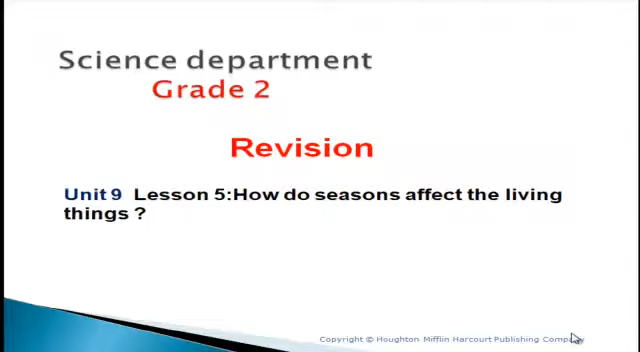 Science department
Grade 2
Revision
Unit 9 Lesson 5:How do seasons affect the living
things ?
Copyright © Houghton Mifflin Harcourt Publishing Company